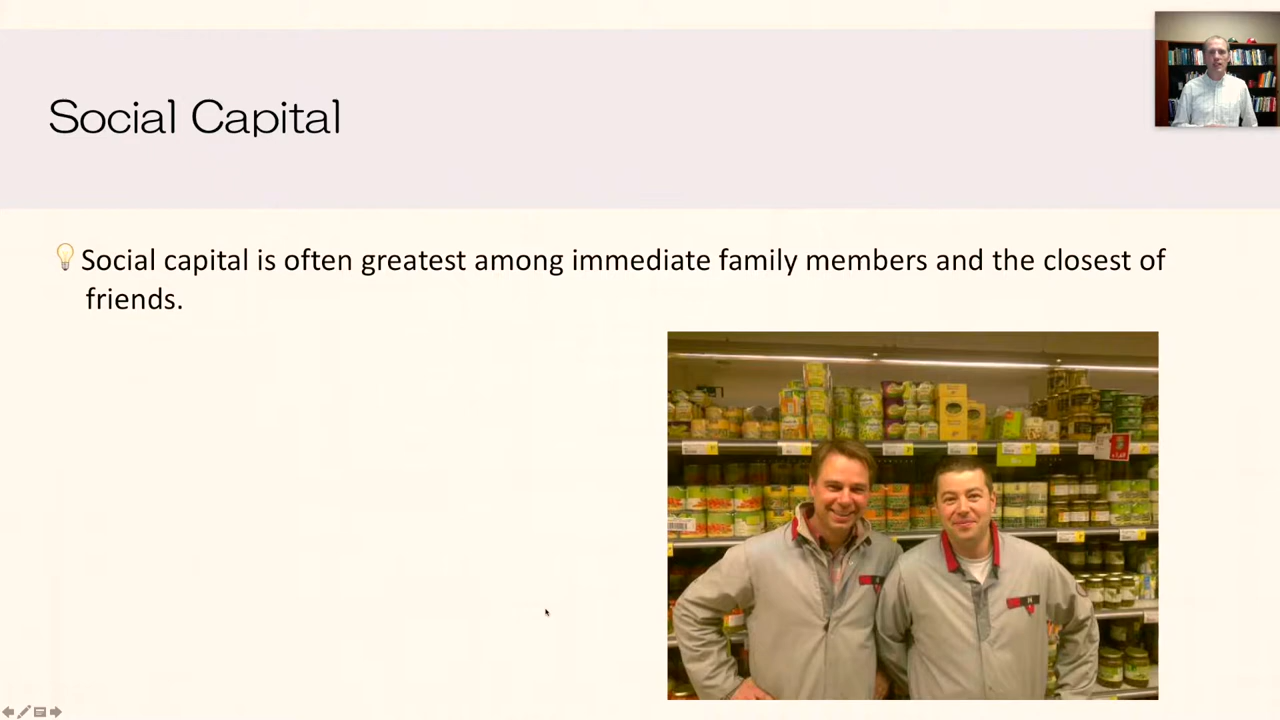 Social Capital
Social capital is often greatest among immediate family members and the closest of
friends.